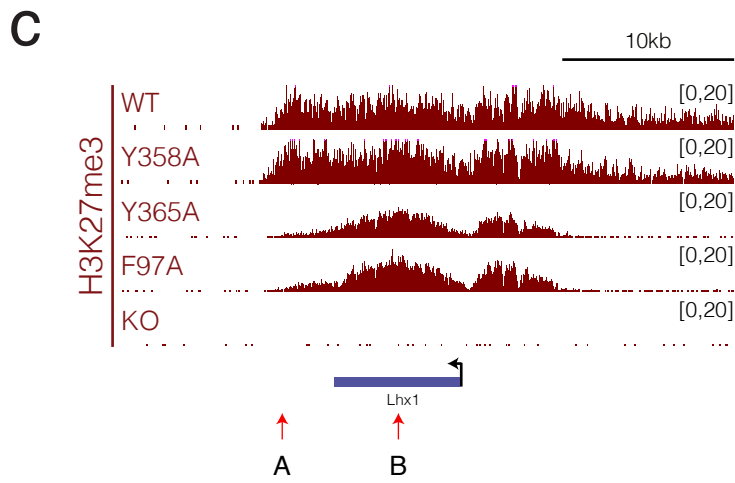 C
10kb
H3K27me3
WT [0,20]
Y358A [0,20]
Y365A [0,20]
F97A [0,20]
KO [0,20]
Lhx1
A B